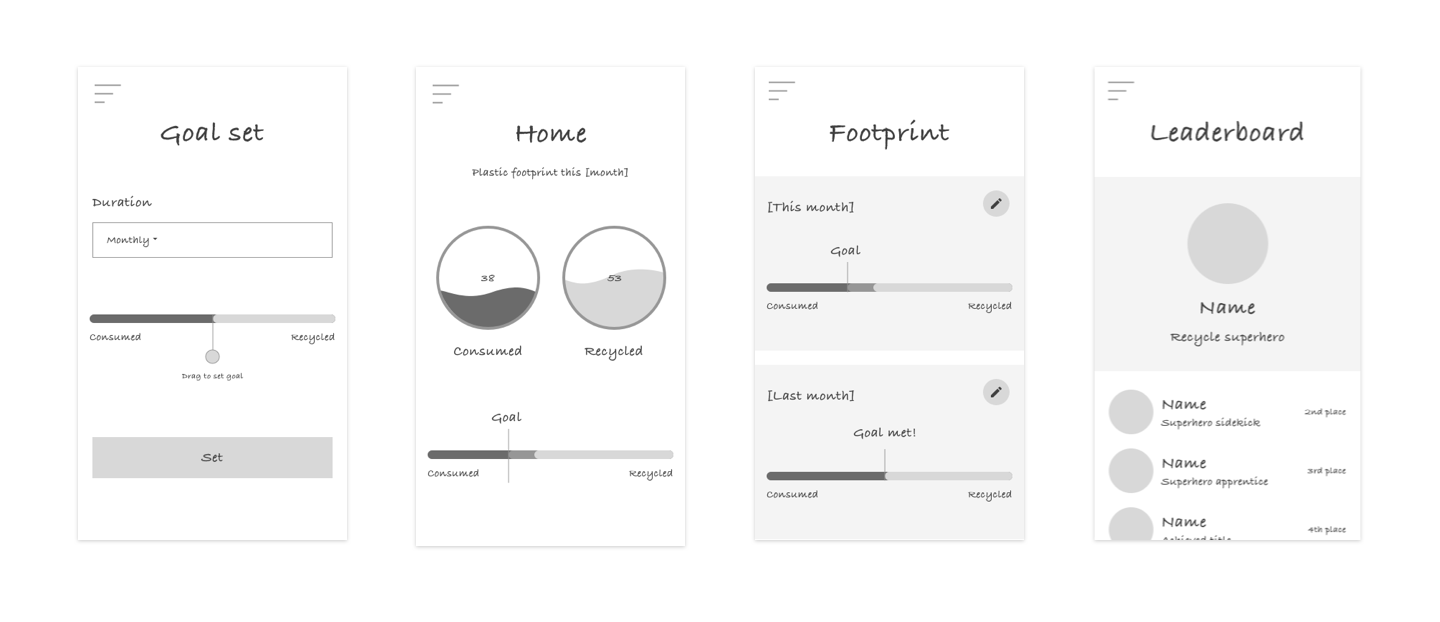 Goal set
Duration
Monthly
Consumed Recycled
Drag to set goal
Set
Home
Plastic footprint this [month]
38 53
Consumed Recycled
Goal
Consumed Recycled
Footprint
[This month]
Goal
Consumed Recycled
[Last month]
Goal met!
Consumed Recycled
Leaderboard
Name
Recycle superhero
Name
Superhero sidekick
2nd place
Name
Superhero apprentice
3rd place
Name
Achieved title
4th place